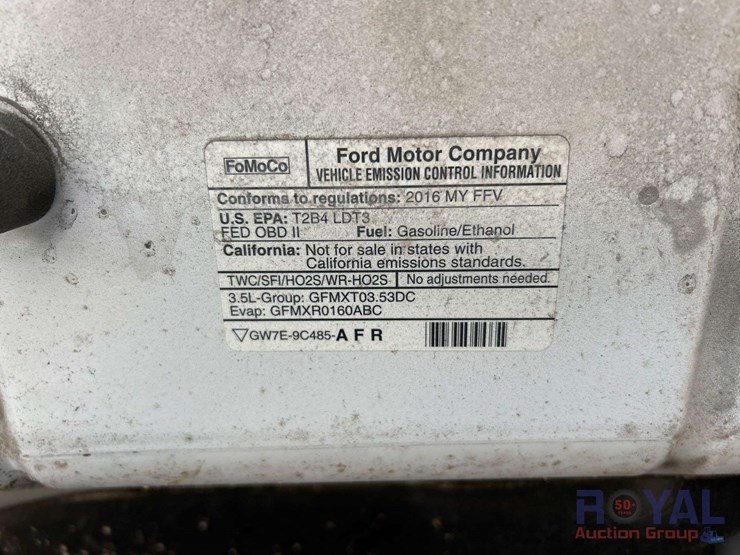 FoMoCo
Ford Motor Company
VEHICLE EMISSION CONTROL INFORMATION
Conforms to regulations: 2016 MY FFV
U.S. EPA: T2B4 LDT3
FED OBD II Fuel: Gasoline/Ethanol
California: Not for sale in states with
California emissions standards.
TWC/SFI/HO2S/WR-HO2S No adjustments needed.
3.5L-Group: GFMXT03.53DC
Evap: GFMXR0160ABC
GW7E-9C485-A F R
ROYAL
50
Auction Group